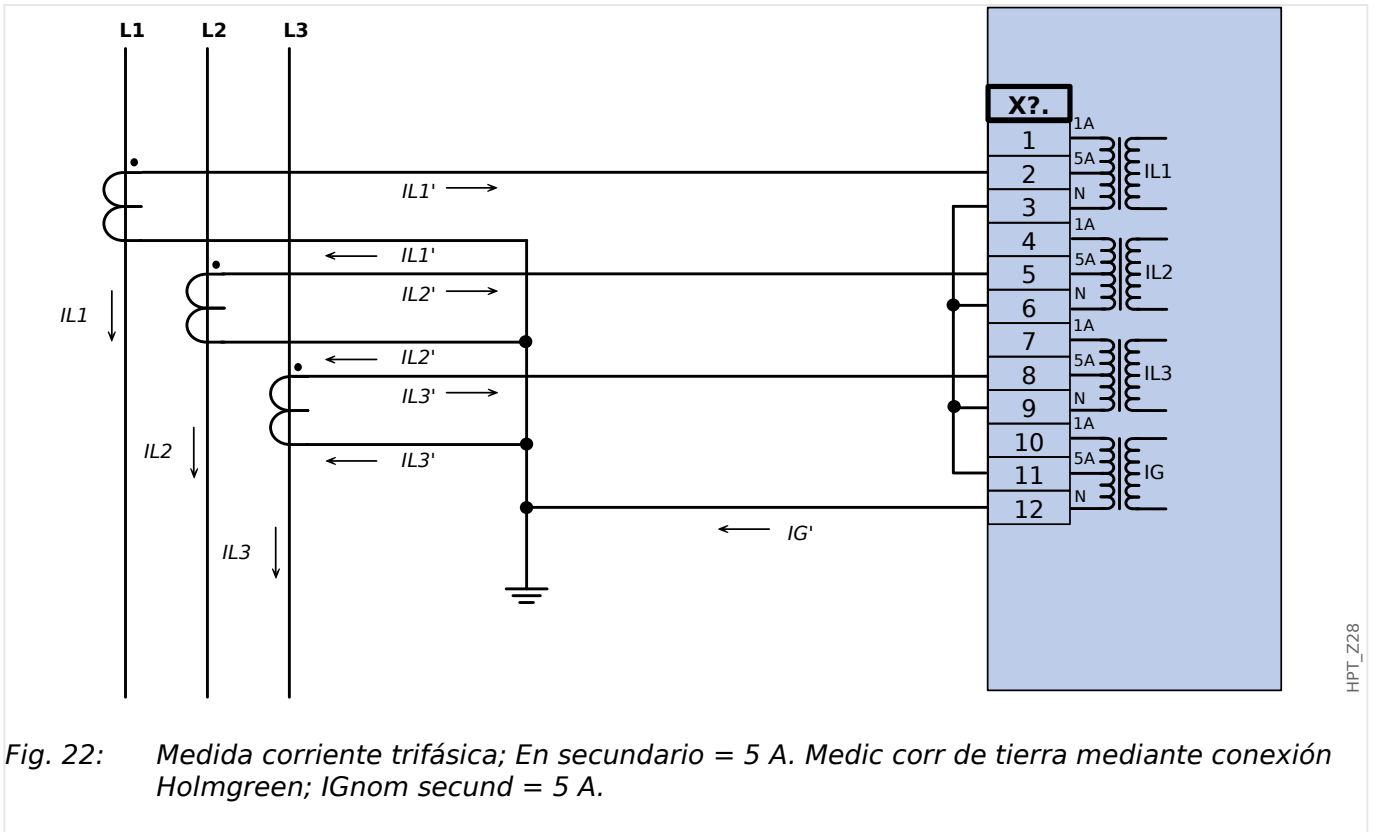 L1 L2 L3
X?.
1 1A
2 5A IL1
3 N
4 1A
5 5A IL2
6 N
7 1A
8 5A IL3
9 N
10 1A
11 5A IG
12 N
IL1'
IL1'
IL2'
IL1
IL2'
IL3'
IL2
IL3'
IG'
IL3
HPT_Z28
Fig. 22: Medida corriente trifásica; En secundario = 5 A. Medic corr de tierra mediante conexión
Holmgreen; IGnom secund = 5 A.